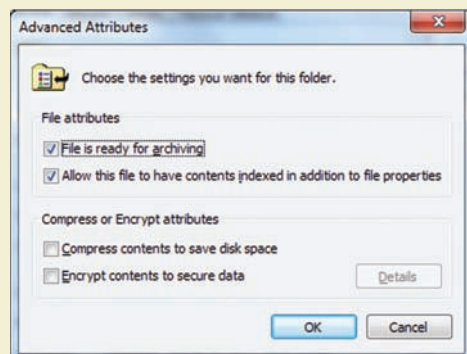 Advanced Attributes
Choose the settings you want for this folder.
File attributes
File is ready for archiving
Allow this file to have contents indexed in addition to file properties
Compress or Encrypt attributes
Compress contents to save disk space
Encrypt contents to secure data
Details
OK
Cancel